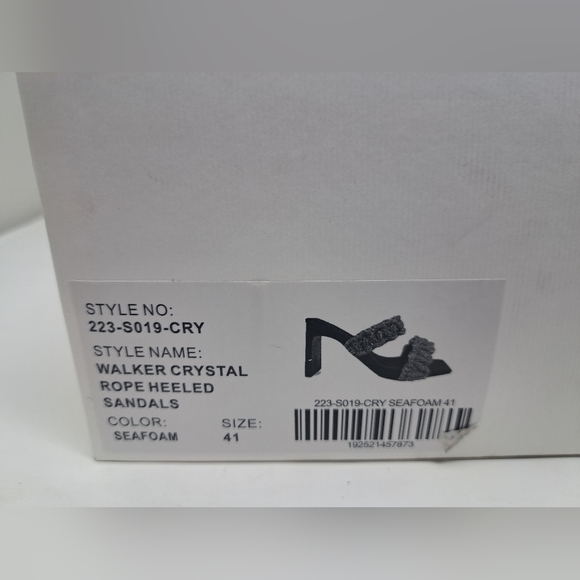 STYLE NO:
223-S019-CRY
STYLE NAME:
WALKER CRYSTAL
ROPE HEELED
SANDALS
COLOR: SIZE:
SEAFOAM 41
223-S019-CRY SEAFOAM 41
192521457873